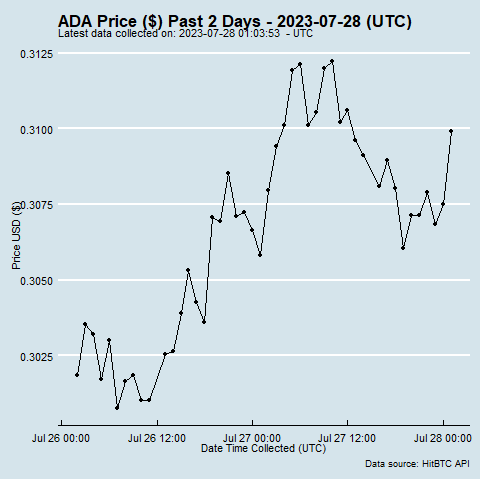 ADA Price ($) Past 2 Days - 2023-07-28 (UTC)
Latest data collected on: 2023-07-28 01:03:53 - UTC
0.3125
0.3100
0.3075
0.3050
0.3025
Price USD ($)
Jul 26 00:00 Jul 26 12:00 Jul 27 00:00 Jul 27 12:00 Jul 28 00:00
Date Time Collected (UTC)
Data source: HitBTC API